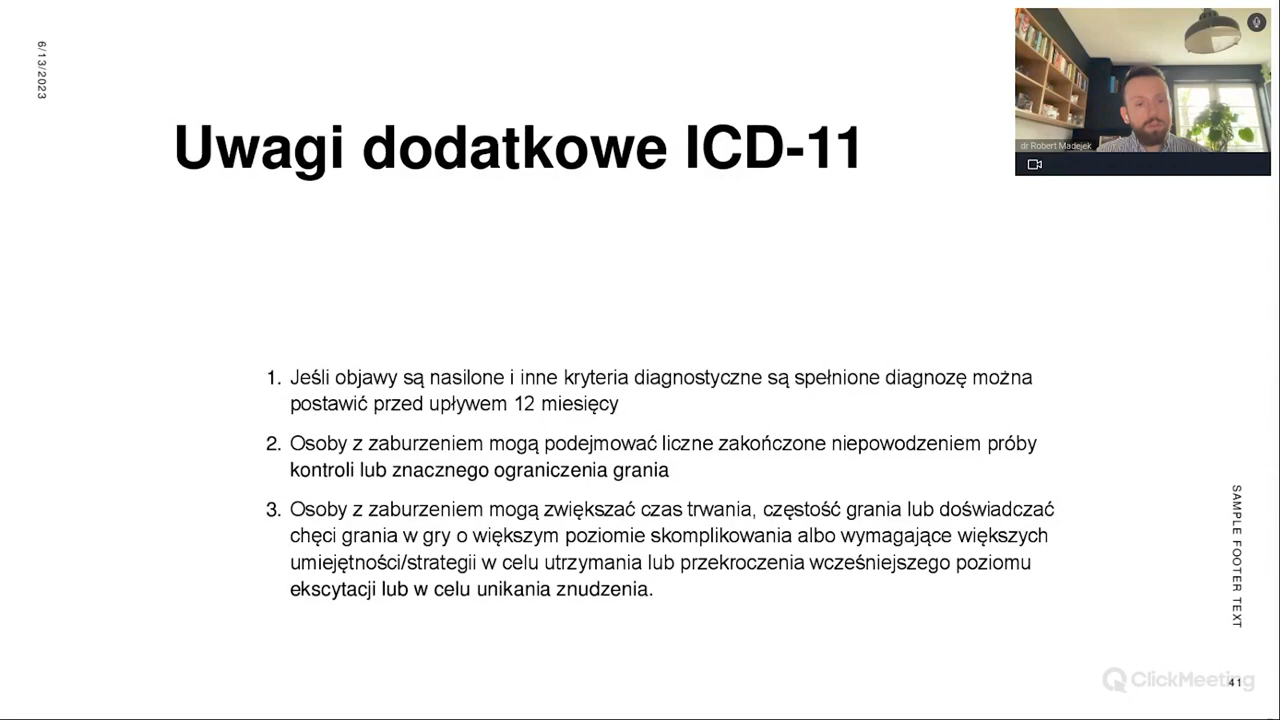 6/13/2023
Uwagi dodatkowe ICD-11
dr Robert Madejek
1. Jeśli objawy są nasilone i inne kryteria diagnostyczne są spełnione diagnozę można
postawić przed upływem 12 miesięcy
2. Osoby z zaburzeniem mogą podejmować liczne zakończone niepowodzeniem próby
kontroli lub znacznego ograniczenia grania
3. Osoby z zaburzeniem mogą zwiększać czas trwania, częstość grania lub doświadczać
chęci grania w gry o większym poziomie skomplikowania albo wymagające większych
umiejętności/strategii w celu utrzymania lub przekroczenia wcześniejszego poziomu
ekscytacji lub w celu unikania znudzenia.
SAMPLE FOOTER TEXT
ClickMeeting
41